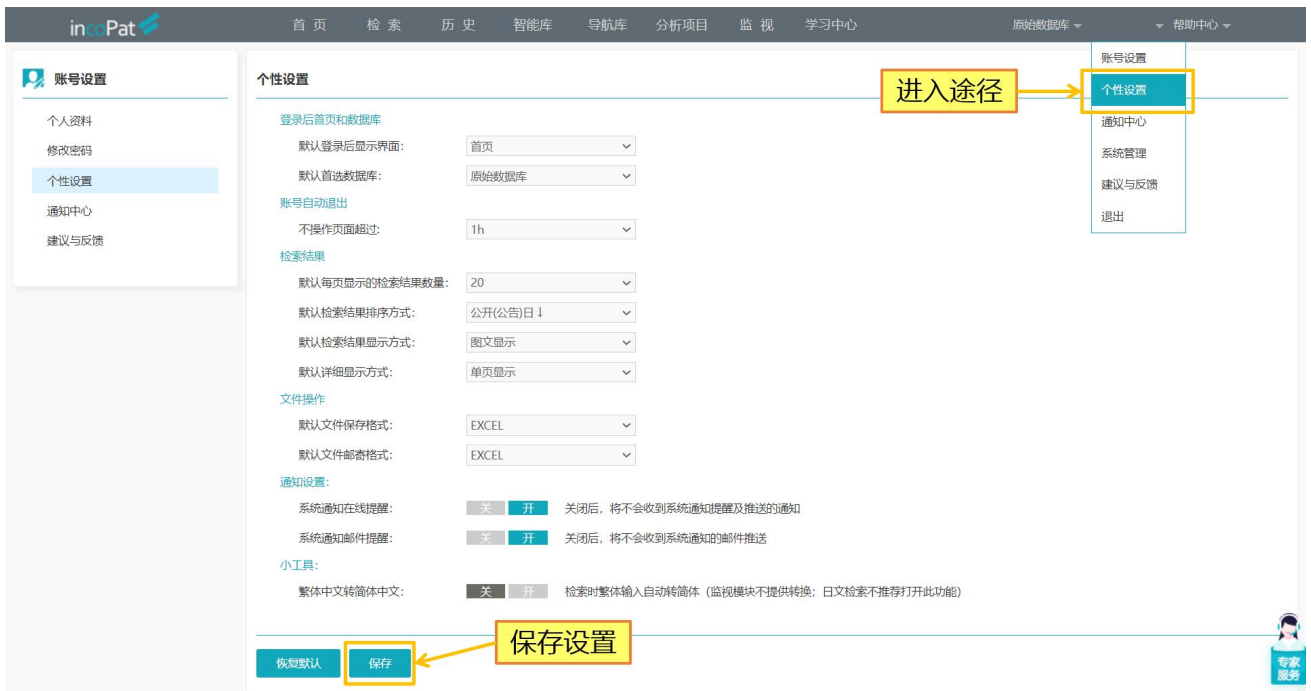 incoPat 首 页 检 索 历 史 智能库 导航库 分析项目 监 视 学习中心 原始数据库 帮助中心
账号设置
个人资料
修改密码
个性设置
通知中心
建议与反馈
个性设置
进入途径
账号设置
个性设置
通知中心
系统管理
建议与反馈
退出
登录后首页和数据库
默认登录后显示界面: 首页
默认首选数据库: 原始数据库
账号自动退出
不操作页面超过: 1h
检索结果
默认每页显示的检索结果数量: 20
默认检索结果排序方式: 公开(公告)日↓
默认检索结果显示方式: 图文显示
默认详细显示方式: 单页显示
文件操作
默认文件保存格式: EXCEL
默认文件邮寄格式: EXCEL
通知设置:
系统通知在线提醒: 关 开 关闭后，将不会收到系统通知提醒及推送的通知
系统通知邮件提醒: 关 开 关闭后，将不会收到系统通知的邮件推送
小工具:
繁体中文转简体中文: 关 开 检索时繁体输入自动转简体（监视模块不提供转换；日文检索不推荐打开此功能）
保存设置
恢复默认 保存
专家
服务